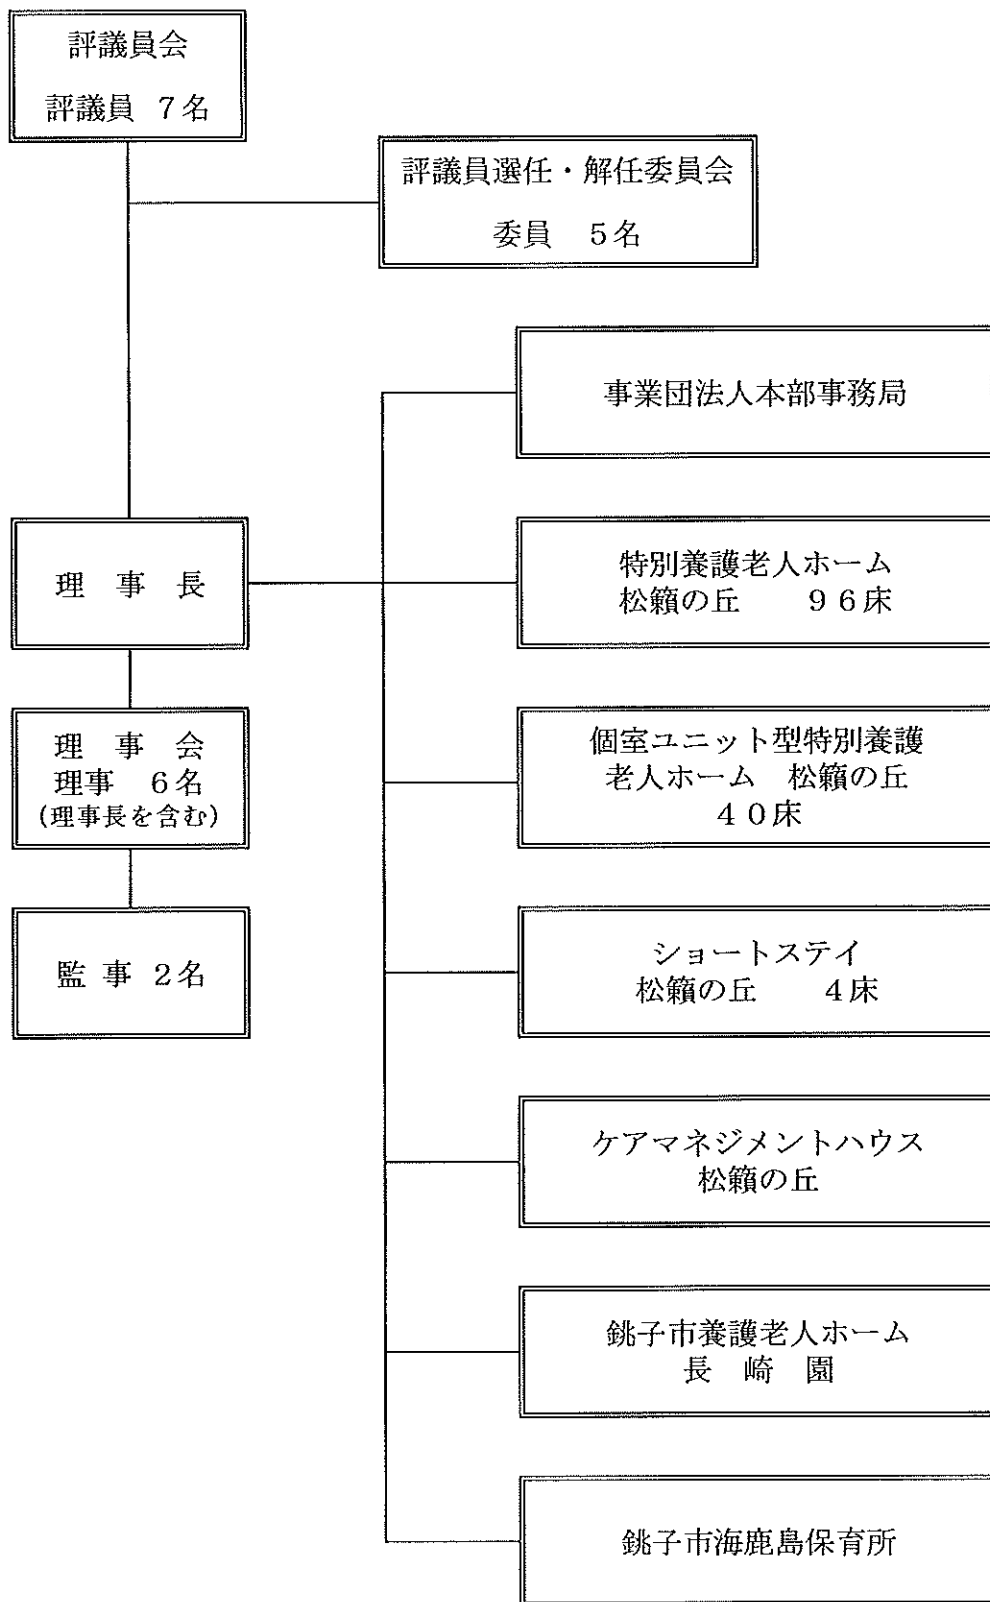 評議員会
評議員 7名
評議員選任・解任委員会
委員 5名
事業団法人本部事務局
特別養護老人ホーム
松籟の丘 96床
理 事 長
個室ユニット型特別養護
老人ホーム 松籟の丘
40床
理 事 会
理事 6名
(理事長を含む)
ショートステイ
松籟の丘 4床
監 事 2名
ケアマネジメントハウス
松籟の丘
銚子市養護老人ホーム
長 崎 園
銚子市海鹿島保育所